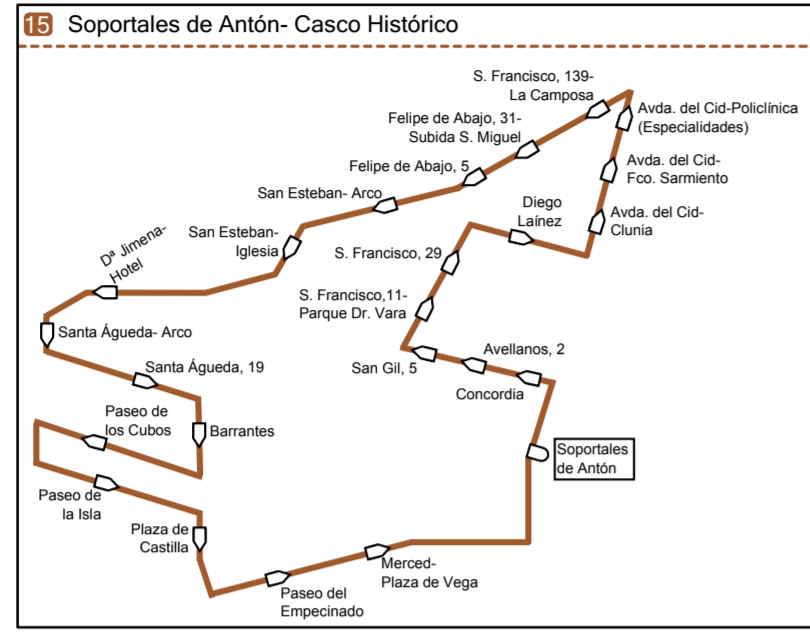 15 Soportales de Antón- Casco Histórico
S. Francisco, 139-
La Camposa
Avda. del Cid-Policlínica
(Especialidades)
Felipe de Abajo, 31-
Subida S. Miguel
Felipe de Abajo, 5
Avda. del Cid-
Fco. Sarmiento
San Esteban- Arco
Diego
Laínez
Avda. del Cid-
Clunia
San Esteban-
Iglesia
Dª Jimena-
Hotel
S. Francisco, 29
S. Francisco,11-
Parque Dr. Vara
Santa Águeda- Arco
Santa Águeda, 19
San Gil, 5
Avellanos, 2
Concordia
Paseo de
los Cubos
Barrantes
Soportales
de Antón
Paseo de
la Isla
Plaza de
Castilla
Merced-
Plaza de Vega
Paseo del
Empecinado